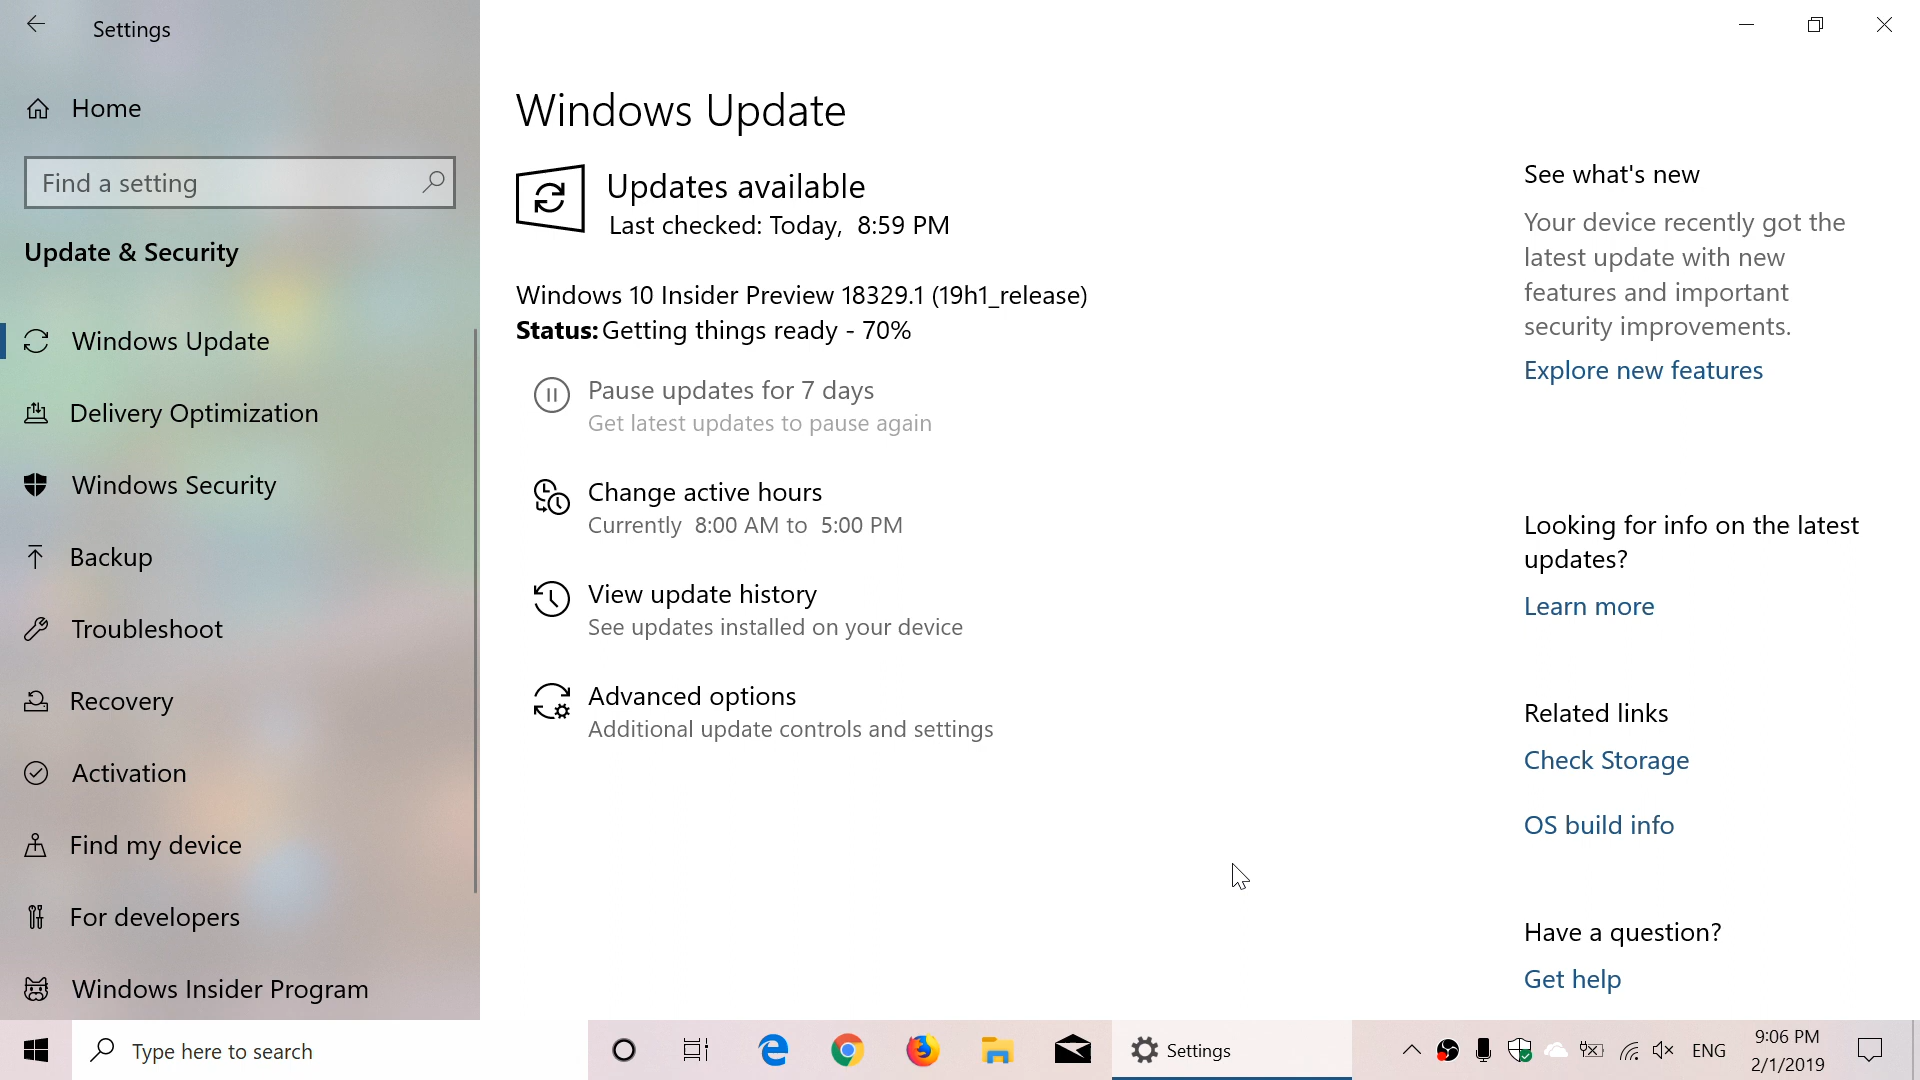 Settings
Home
Find a setting
Update & Security
Windows Update
Delivery Optimization
Windows Security
Backup
Troubleshoot
Recovery
Activation
Find my device
For developers
Windows Insider Program
Windows Update
Updates available
Last checked: Today, 8:59 PM
Windows 10 Insider Preview 18329.1 (19h1_release)
Status: Getting things ready - 70%
Pause updates for 7 days
Get latest updates to pause again
Change active hours
Currently 8:00 AM to 5:00 PM
View update history
See updates installed on your device
Advanced options
Additional update controls and settings
See what's new
Your device recently got the
latest update with new
features and important
security improvements.
Explore new features
Looking for info on the latest
updates?
Learn more
Related links
Check Storage
OS build info
Have a question?
Get help
Type here to search
Settings
ENG
9:06 PM
2/1/2019